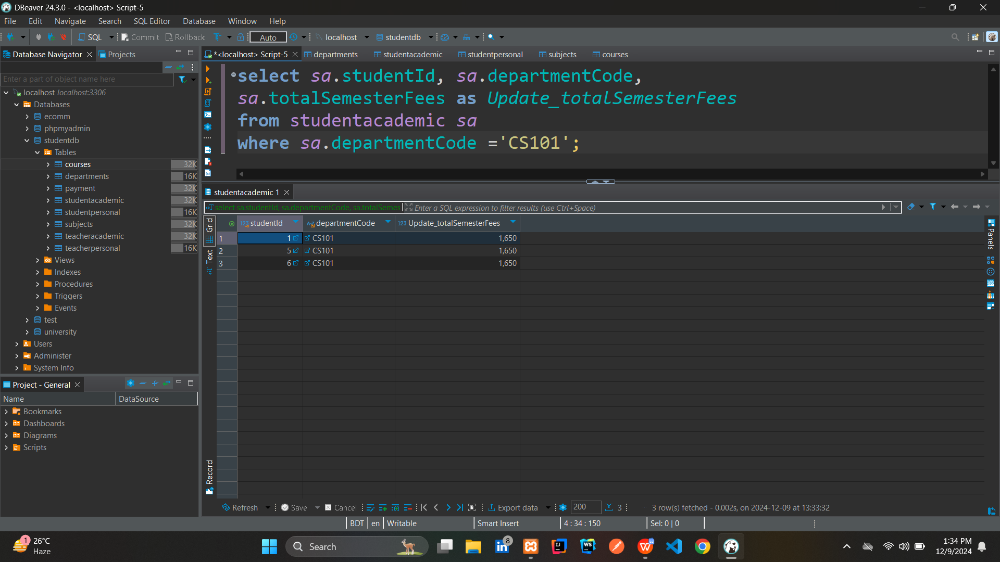 DBeaver 24.3.0 - <localhost> Script-5
File Edit Navigate Search SQL Editor Database Window Help
SQL Commit Rollback Auto localhost studentdb
Database Navigator Projects
*<localhost> Script-5 departments studentacademic studentpersonal subjects courses
Enter a part of object name here
localhost localhost:3306
Databases
ecomm
phpmyadmin
studentdb
Tables
courses 32K
departments 16K
payment 32K
studentacademic 32K
studentpersonal 16K
subjects 32K
teacheracademic 32K
teacherpersonal 16K
Views
Indexes
Procedures
Triggers
Events
test
university
Users
Administer
System Info
select sa.studentId, sa.departmentCode,
sa.totalSemesterFees as Update_totalSemesterFees
from studentacademic sa
where sa.departmentCode ='CS101';
studentacademic 1
select sa.studentId, sa.departmentCode, sa.totalSemes Enter a SQL expression to filter results (use Ctrl+Space)
Grid
Text
Record
Panels
123 studentId AZ departmentCode 123 Update_totalSemesterFees
1 1 CS101 1,650
2 5 CS101 1,650
3 6 CS101 1,650
Project - General
Name DataSource
Bookmarks
Dashboards
Diagrams
Scripts
Refresh Save Cancel Export data 200 3 3 row(s) fetched - 0.002s, on 2024-12-09 at 13:33:32
BDT en Writable Smart Insert 4 : 34 : 150 Sel: 0 | 0
1 26°C
Haze
Search
8
IJ
WS
1:34 PM
12/9/2024